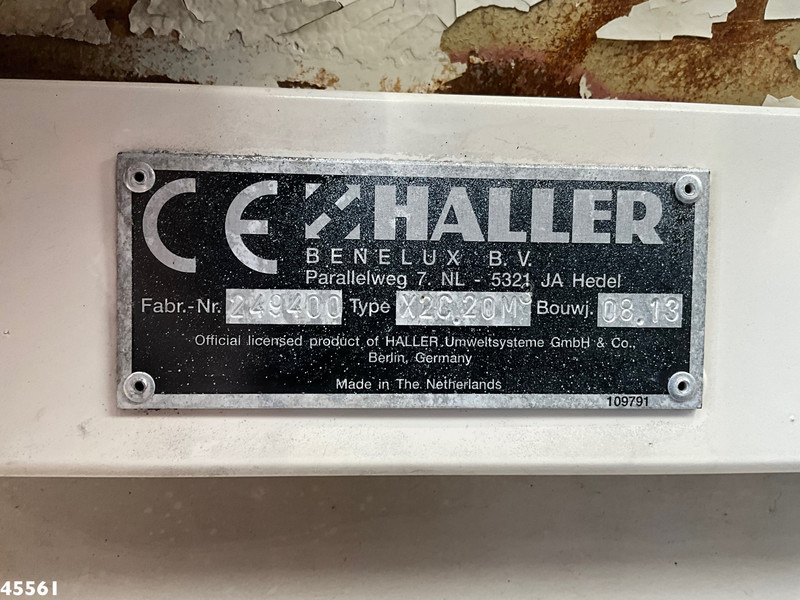 CE HALLER
BENELUX B.V.
Parallelweg 7 NL - 5321 JA Hedel
Fabr.-Nr. 249400 Type X2C.20M³ Bouwj. 08.13
Official licensed product of HALLER Umweltsysteme GmbH & Co.,
Berlin, Germany
Made in The Netherlands
109791
45561